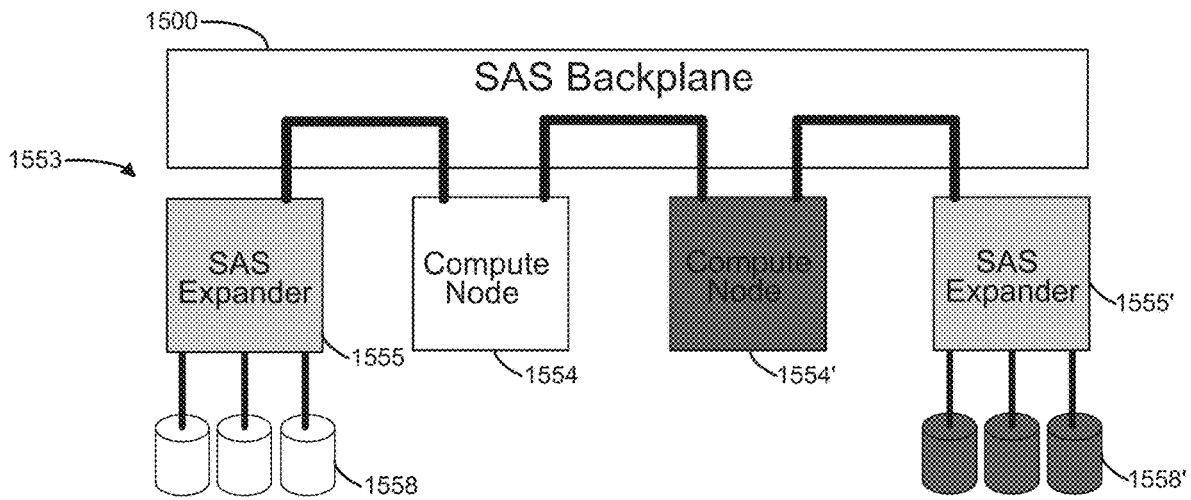 1500
SAS Backplane
1553
SAS
Expander
Compute
Node
Compute
Node
SAS
Expander
1555
1554
1554'
1555'
1558
1558'